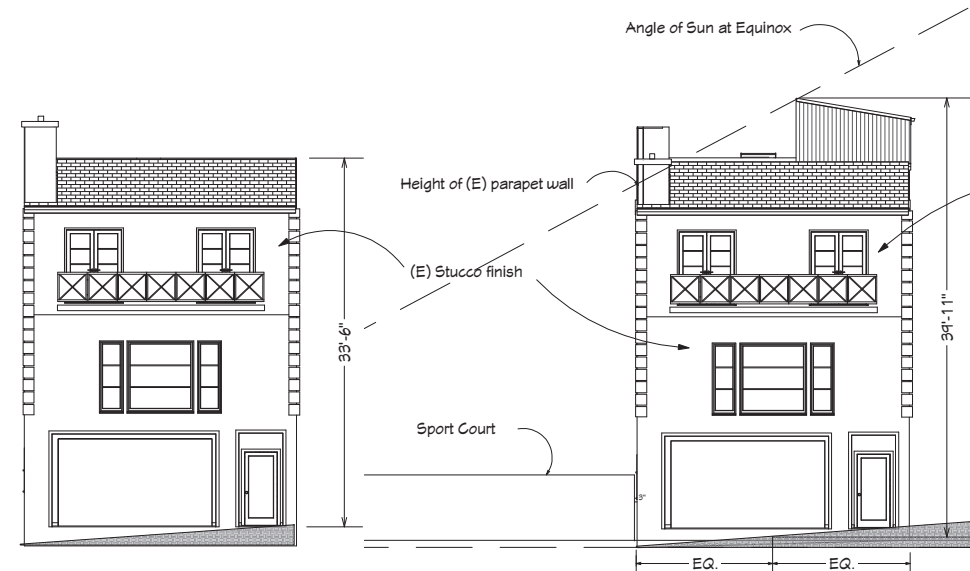 Angle of Sun at Equinox
Height of (E) parapet wall
(E) Stucco finish
33'-6"
39'-11"
Sport Court
3"
EQ.
EQ.